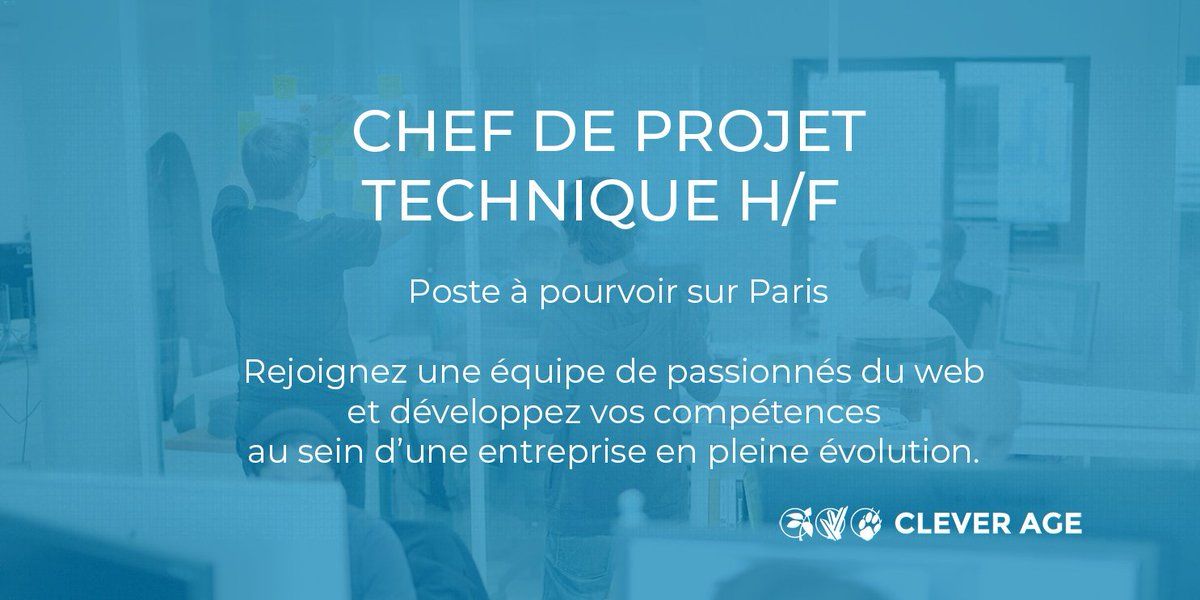 CHEF DE PROJET
TECHNIQUE H/F
Poste à pourvoir sur Paris
Rejoignez une équipe de passionnés du web
et développez vos compétences
au sein d’une entreprise en pleine évolution.
CLEVER AGE